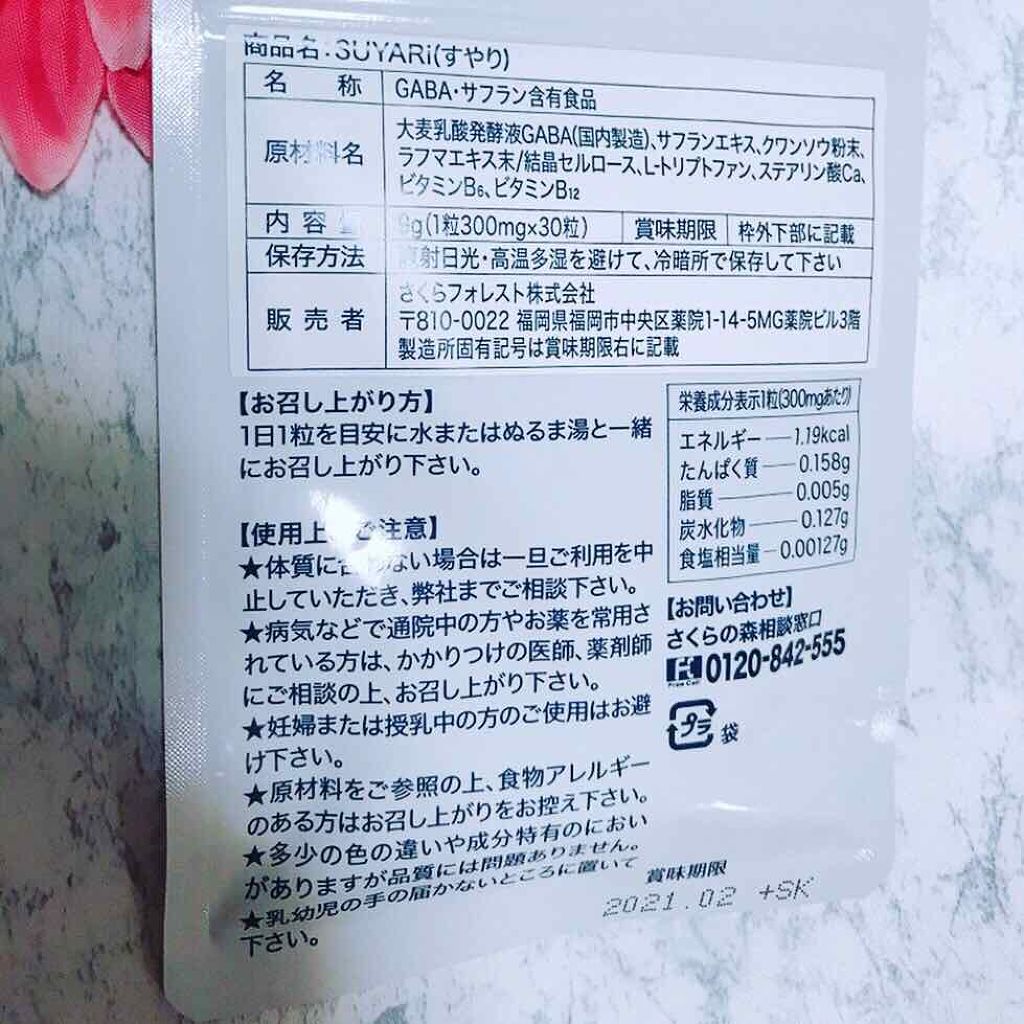 商品名:SUYARi(すやり)
名 称 GABA・サフラン含有食品
原材料名 大麦乳酸発酵液GABA(国内製造)、サフランエキス、クワンソウ粉末、
ラフマエキス末/結晶セルロース、L-トリプトファン、ステアリン酸Ca、
ビタミンB₆、ビタミンB₁₂
内容量 9g(1粒300mg×30粒) 賞味期限 枠外下部に記載
保存方法 直射日光・高温多湿を避けて、冷暗所で保存して下さい
販売者 さくらフォレスト株式会社
〒810-0022 福岡県福岡市中央区薬院1-14-5MG薬院ビル3階
製造所固有記号は賞味期限右に記載
【お召し上がり方】
1日1粒を目安に水またはぬるま湯と一緒
にお召し上がり下さい。
【使用上のご注意】
★体質に合わない場合は一旦ご利用を中
止していただき、弊社までご相談下さい。
★病気などで通院中の方やお薬を常用さ
れている方は、かかりつけの医師、薬剤師
にご相談の上、お召し上がり下さい。
★妊婦または授乳中の方のご使用はお避
け下さい。
★原材料をご参照の上、食物アレルギー
のある方はお召し上がりをお控え下さい。
★多少の色の違いや成分特有のにおい
がありますが品質には問題ありません。
★乳幼児の手の届かないところに置いて
下さい。
栄養成分表示1粒(300mgあたり)
エネルギー ― 1.19kcal
たんぱく質 ― 0.158g
脂質 ― 0.005g
炭水化物 ― 0.127g
食塩相当量 ― 0.00127g
【お問い合わせ】
さくらの森相談窓口
Free Call 0120-842-555
プラ 袋
賞味期限
2021.02 +SK